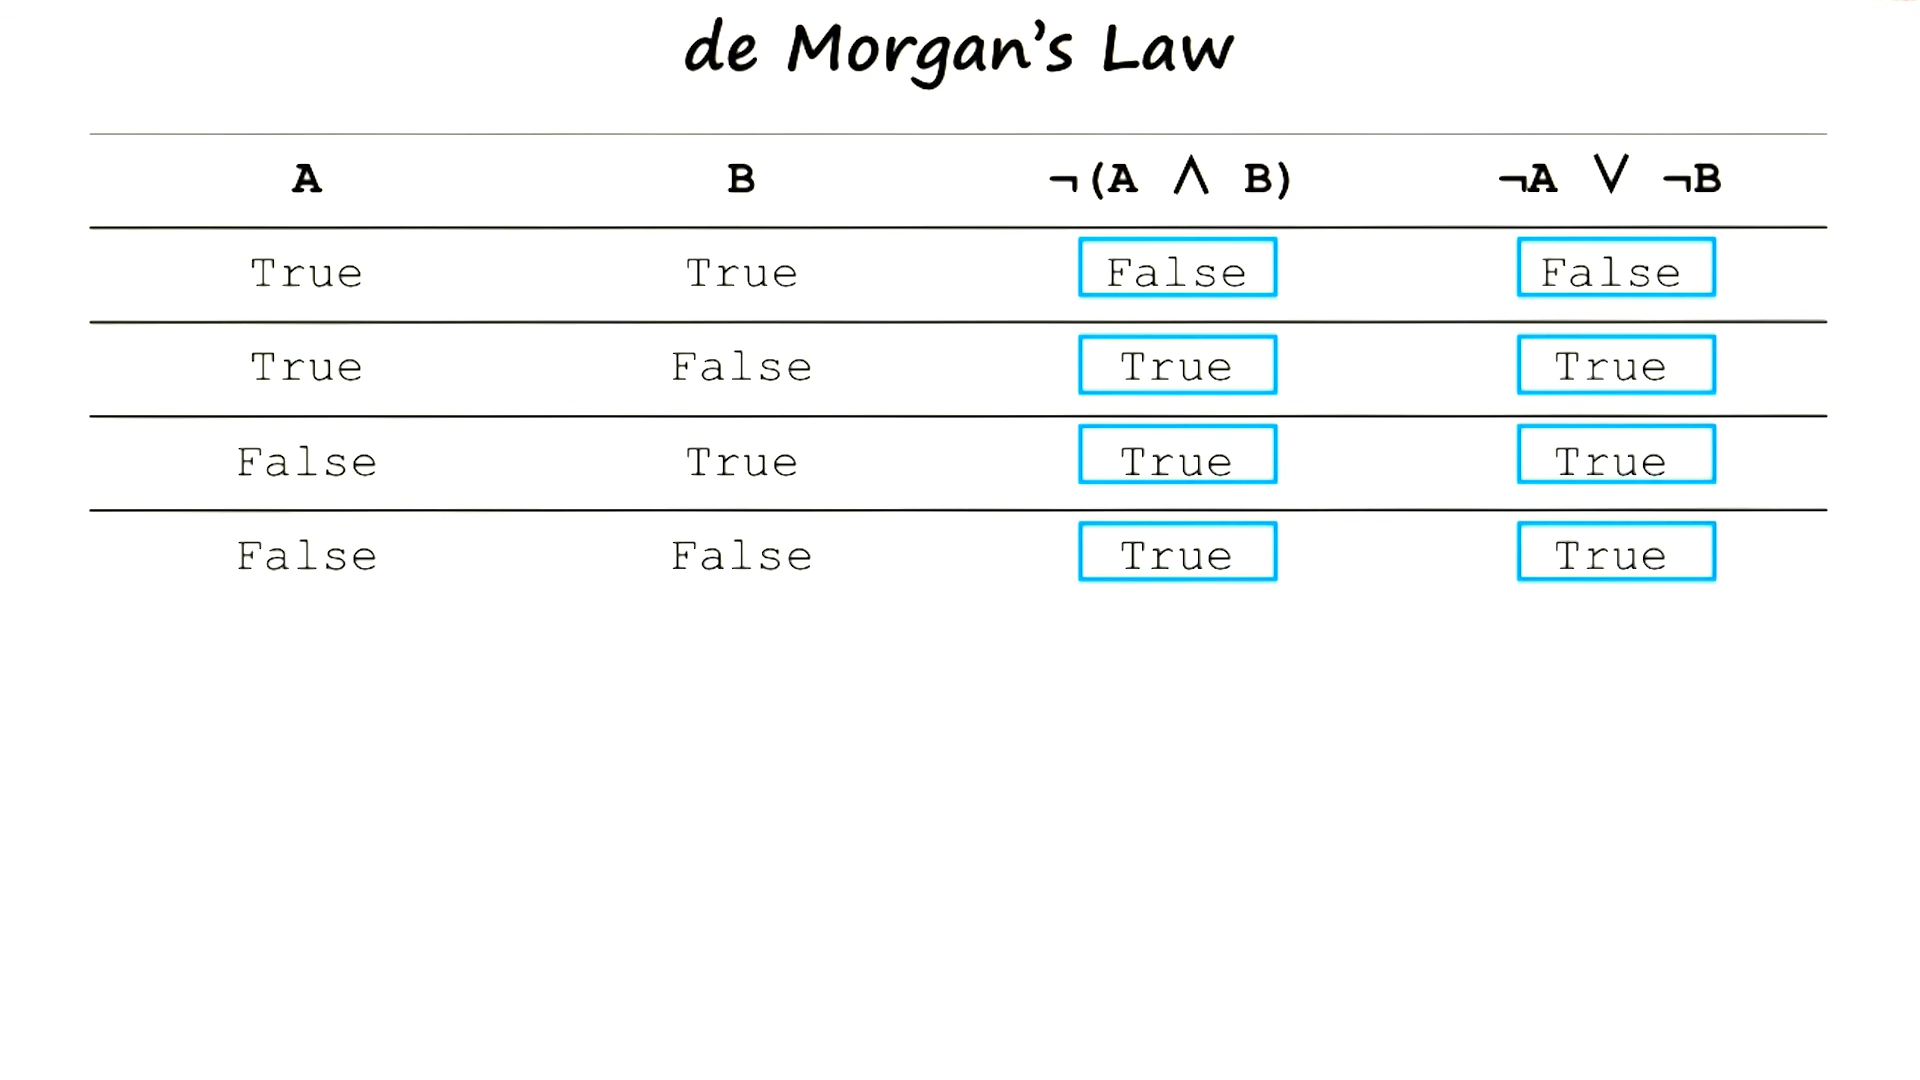 de Morgan’s Law
A B ¬(A ∧ B) ¬A ∨ ¬B
True True False False
True False True True
False True True True
False False True True